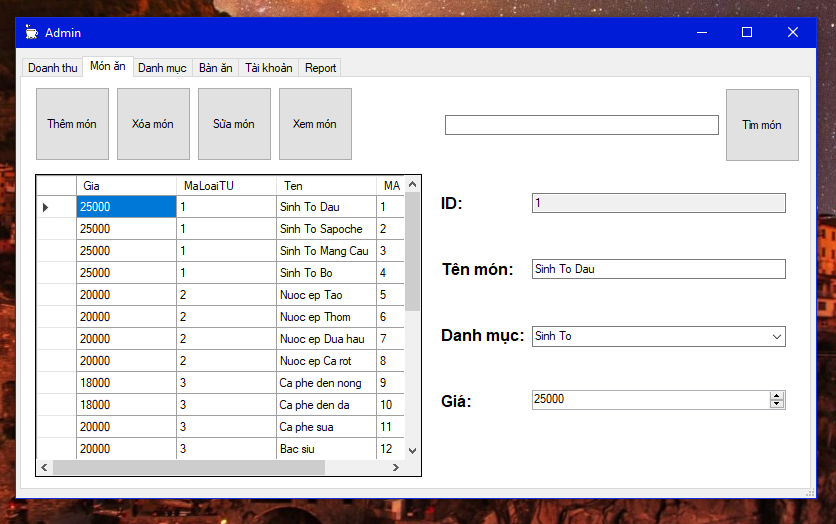 Admin
Doanh thu Món ăn Danh mục Bàn ăn Tài khoản Report
Thêm món Xóa món Sửa món Xem món Tìm món
Gia MaLoaiTU Ten MA
25000 1 Sinh To Dau 1
25000 1 Sinh To Sapoche 2
25000 1 Sinh To Mang Cau 3
25000 1 Sinh To Bo 4
20000 2 Nuoc ep Tao 5
20000 2 Nuoc ep Thom 6
20000 2 Nuoc ep Dua hau 7
20000 2 Nuoc ep Ca rot 8
18000 3 Ca phe den nong 9
18000 3 Ca phe den da 10
20000 3 Ca phe sua 11
20000 3 Bac siu 12
ID: 1
Tên món: Sinh To Dau
Danh mục: Sinh To
Giá: 25000